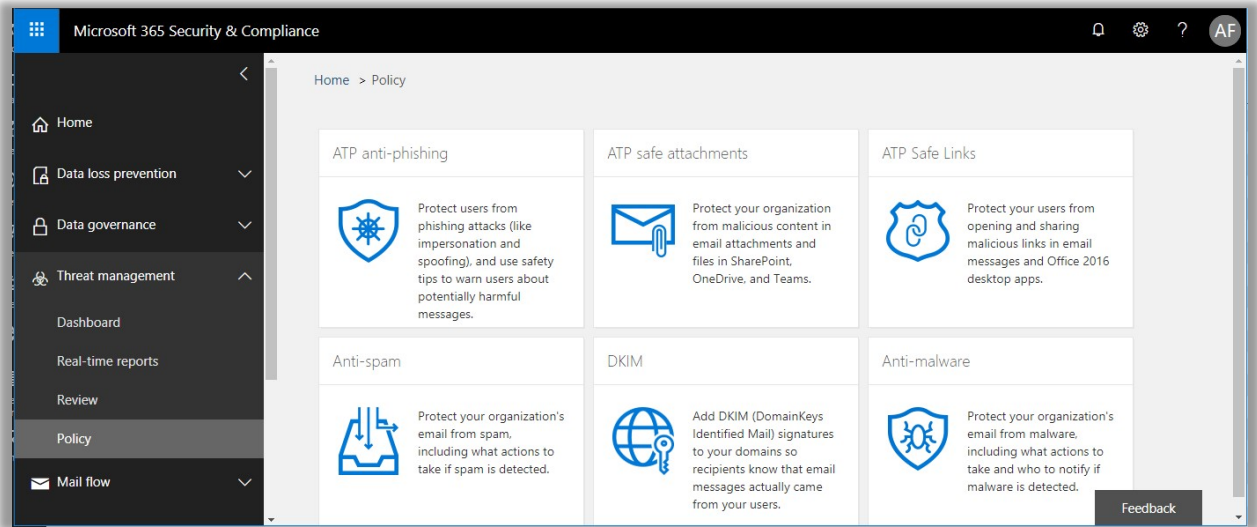 Microsoft 365 Security & Compliance
?
AF
Home > Policy
Home
Data loss prevention
Data governance
Threat management
Dashboard
Real-time reports
Review
Policy
Mail flow
ATP anti-phishing
Protect users from
phishing attacks (like
impersonation and
spoofing), and use safety
tips to warn users about
potentially harmful
messages.
ATP safe attachments
Protect your organization
from malicious content in
email attachments and
files in SharePoint,
OneDrive, and Teams.
ATP Safe Links
Protect your users from
opening and sharing
malicious links in email
messages and Office 2016
desktop apps.
Anti-spam
Protect your organization's
email from spam,
including what actions to
take if spam is detected.
DKIM
Add DKIM (DomainKeys
Identified Mail) signatures
to your domains so
recipients know that email
messages actually came
from your users.
Anti-malware
Protect your organization's
email from malware,
including what actions to
take and who to notify if
malware is detected.
Feedback